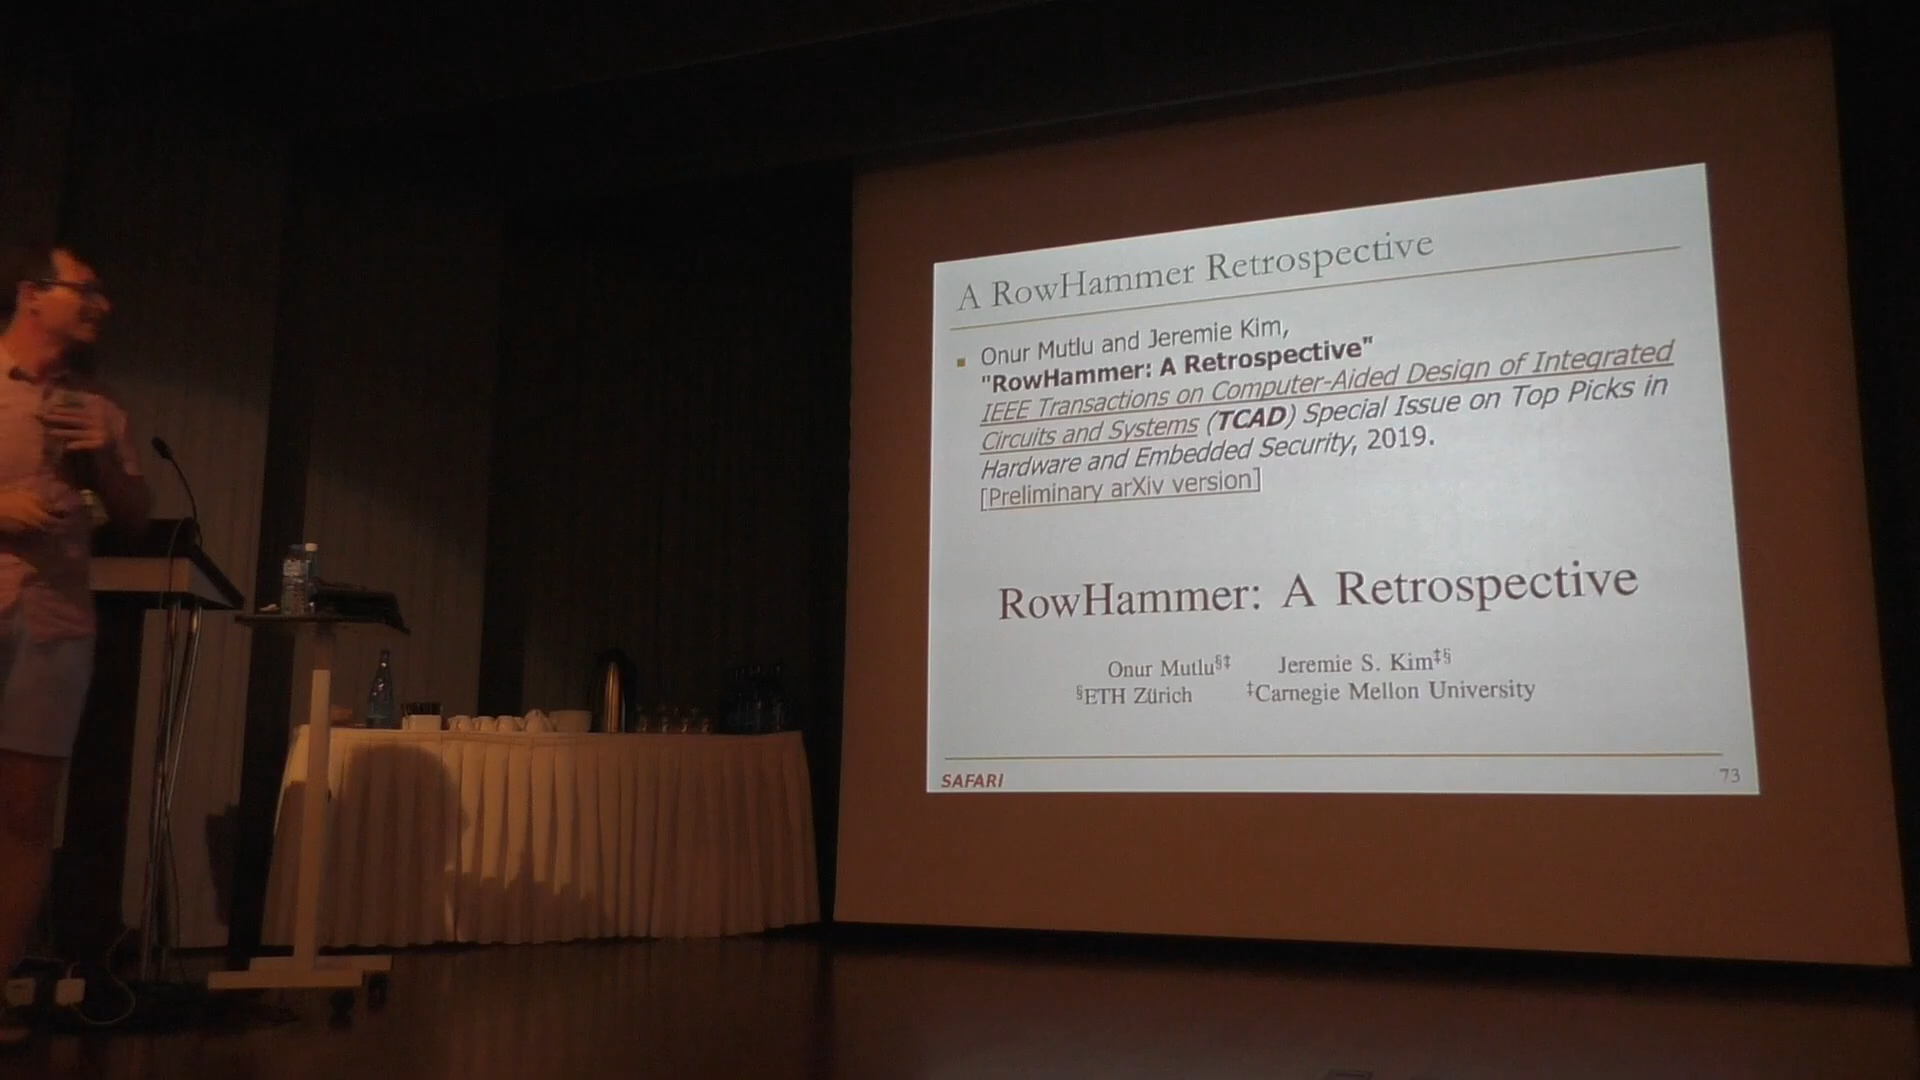 A RowHammer Retrospective
Onur Mutlu and Jeremie Kim,
"RowHammer: A Retrospective"
IEEE Transactions on Computer-Aided Design of Integrated
Circuits and Systems (TCAD) Special Issue on Top Picks in
Hardware and Embedded Security, 2019.
[Preliminary arXiv version]
RowHammer: A Retrospective
Onur Mutlu§‡ Jeremie S. Kim‡§
§ETH Zürich ‡Carnegie Mellon University
SAFARI 73